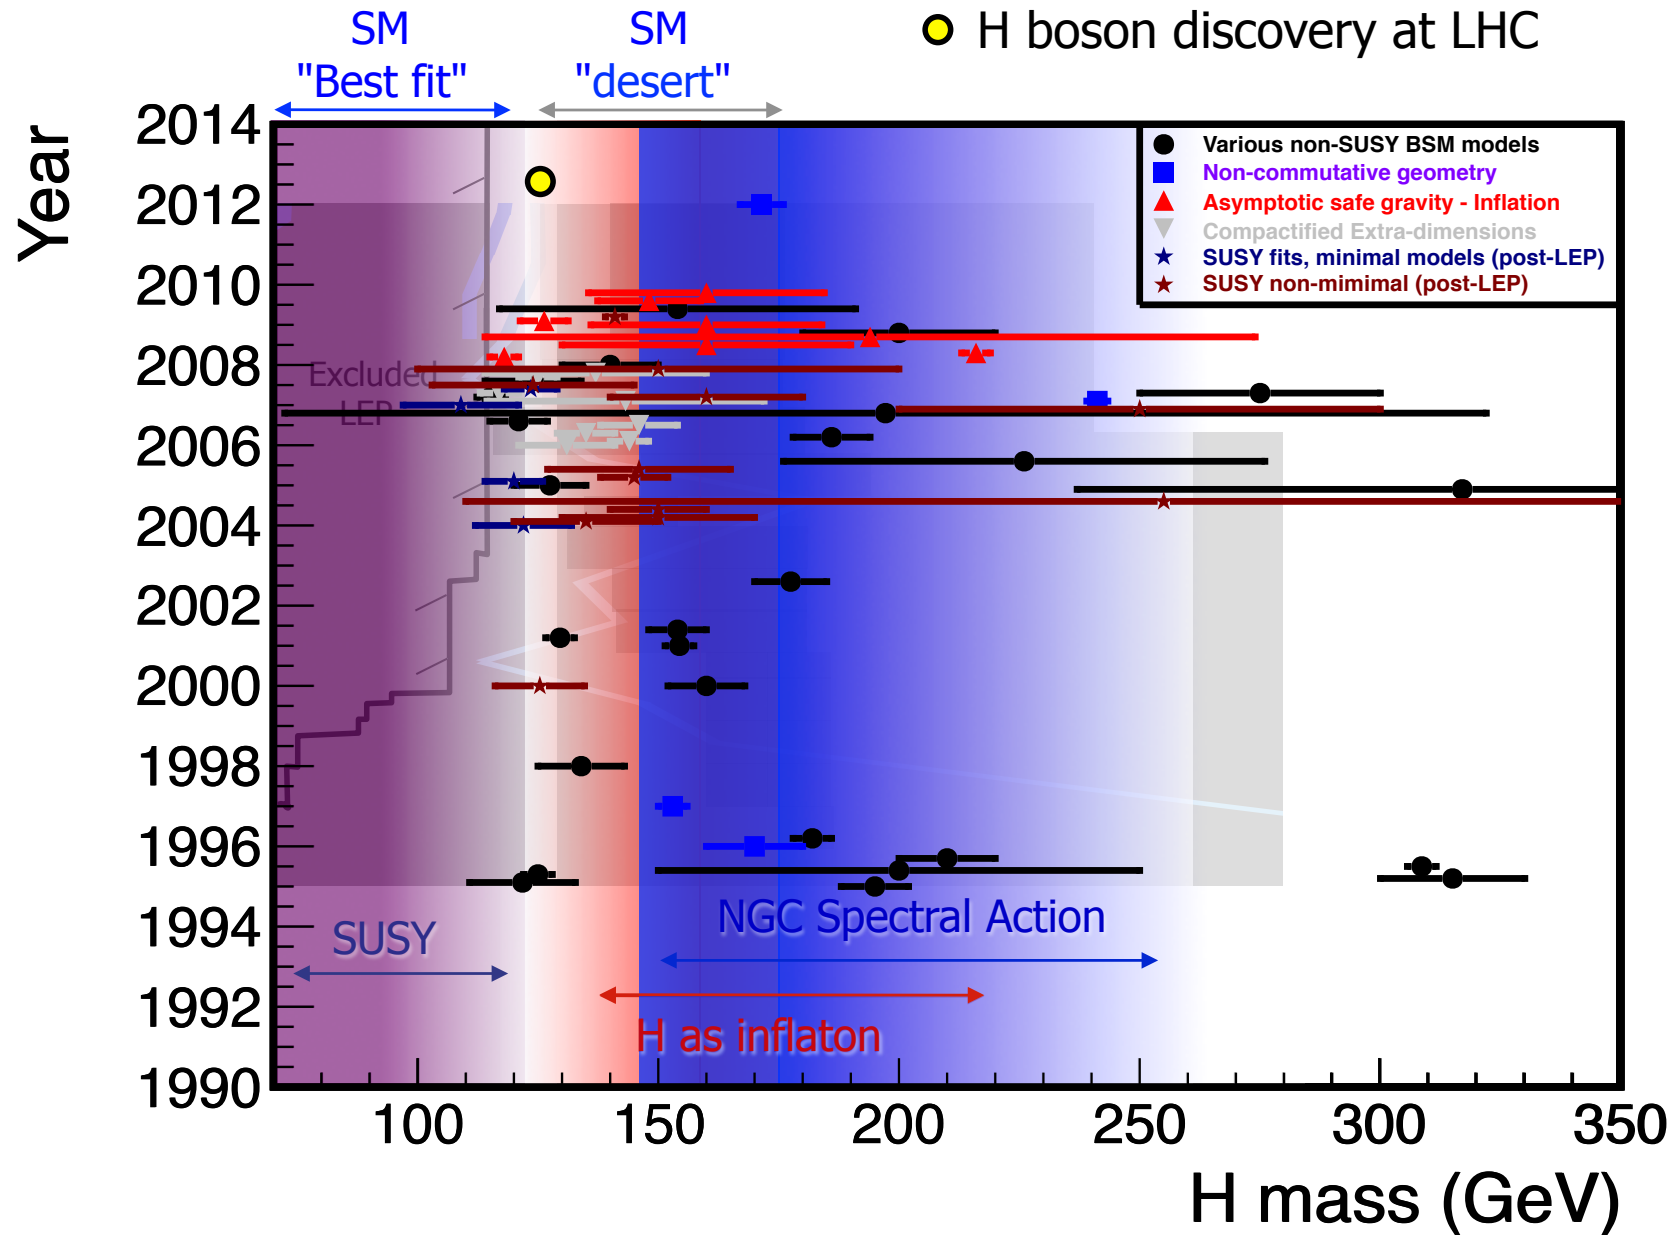 SM
"Best fit"
SM
"desert"
H boson discovery at LHC
Year
2014
2012
2010
2008
2006
2004
2002
2000
1998
1996
1994
1992
1990
Various non-SUSY BSM models
Non-commutative geometry
Asymptotic safe gravity - Inflation
Compactified Extra-dimensions
SUSY fits, minimal models (post-LEP)
SUSY non-mimimal (post-LEP)
Excluded
LEP
NGC Spectral Action
SUSY
H as inflaton
100
150
200
250
300
350
H mass (GeV)